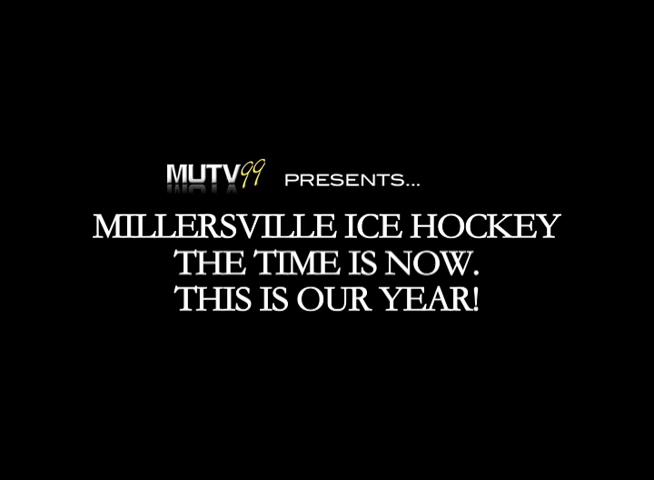 MUTV99 PRESENTS...
MILLERSVILLE ICE HOCKEY
THE TIME IS NOW.
THIS IS OUR YEAR!